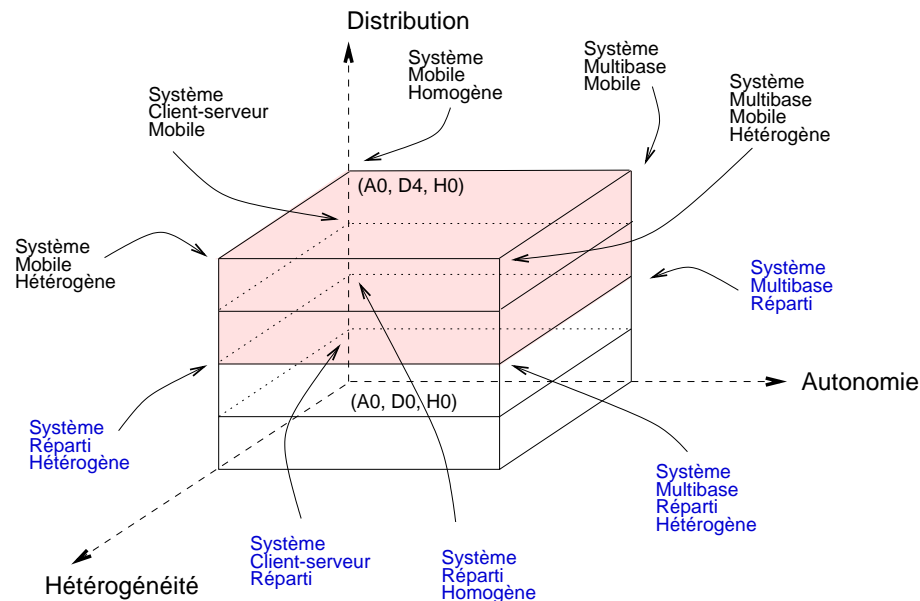 Distribution
Système
Mobile
Homogène
Système
Multibase
Mobile
Système
Multibase
Mobile
Hétérogène
Système
Client-serveur
Mobile
(A0, D4, H0)
Système
Mobile
Hétérogène
Système
Multibase
Réparti
Autonomie
(A0, D0, H0)
Système
Réparti
Hétérogène
Système
Multibase
Réparti
Hétérogène
Système
Client-serveur
Réparti
Système
Réparti
Homogène
Hétérogénéité